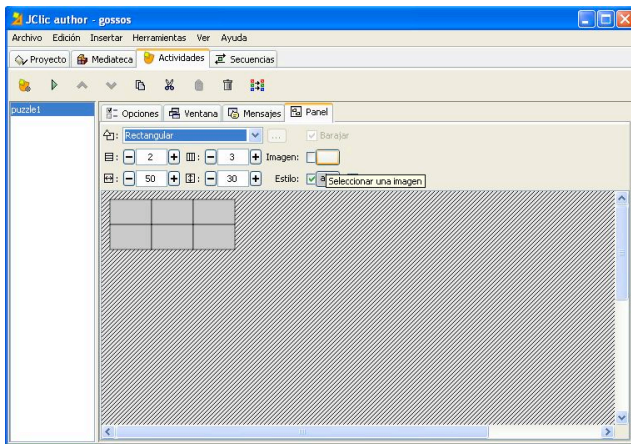 JClic author - gossos
Archivo Edición Insertar Herramientas Ver Ayuda
Proyecto Mediateca Actividades Secuencias
puzzle1
Opciones Ventana Mensajes Panel
Rectangular ... Barajar
: 2 : 3 Imagen:
: 50 : 30 Estilo:
Seleccionar una imagen